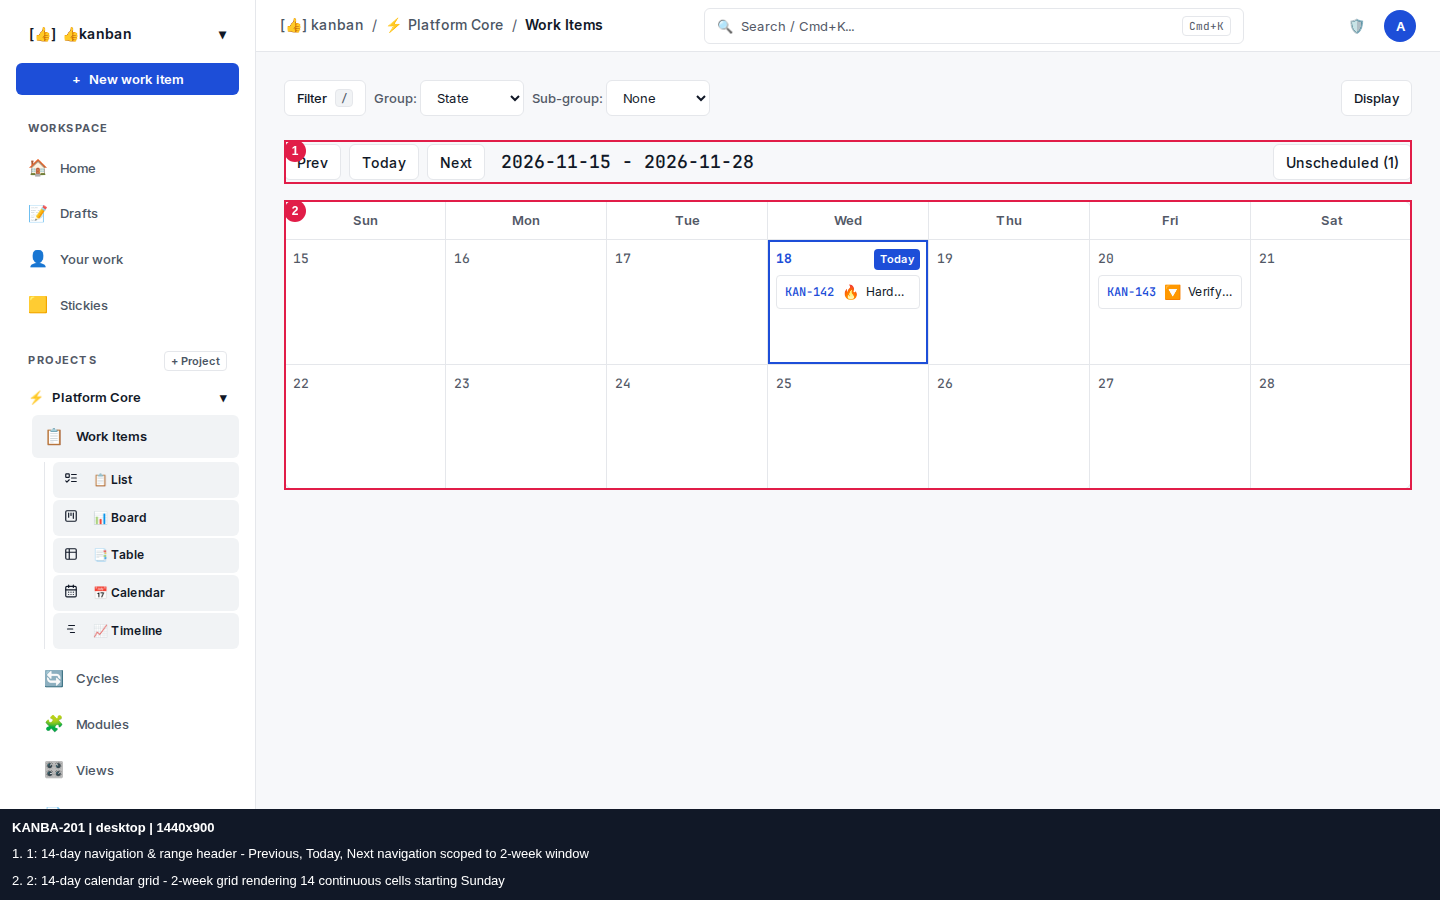 [👍] 👍kanban ▼
+ New work item
WORKSPACE
🏠 Home
📝 Drafts
👤 Your work
🟨 Stickies
PROJECTS + Project
⚡ Platform Core ▼
📋 Work Items
📋 List
📊 Board
📑 Table
📅 Calendar
📈 Timeline
🔄 Cycles
🧩 Modules
🎛️ Views
[👍] kanban / ⚡ Platform Core / Work Items
🔍 Search / Cmd+K... Cmd+K
🛡️ A
Filter / Group: State Sub-group: None Display
1
Prev Today Next 2026-11-15 - 2026-11-28 Unscheduled (1)
2
Sun Mon Tue Wed Thu Fri Sat
15 16 17 18 Today 19 20 21
KAN-142 🔥 Hard... KAN-143 🔽 Verify...
22 23 24 25 26 27 28
KANBA-201 | desktop | 1440x900
1. 1: 14-day navigation & range header - Previous, Today, Next navigation scoped to 2-week window
2. 2: 14-day calendar grid - 2-week grid rendering 14 continuous cells starting Sunday